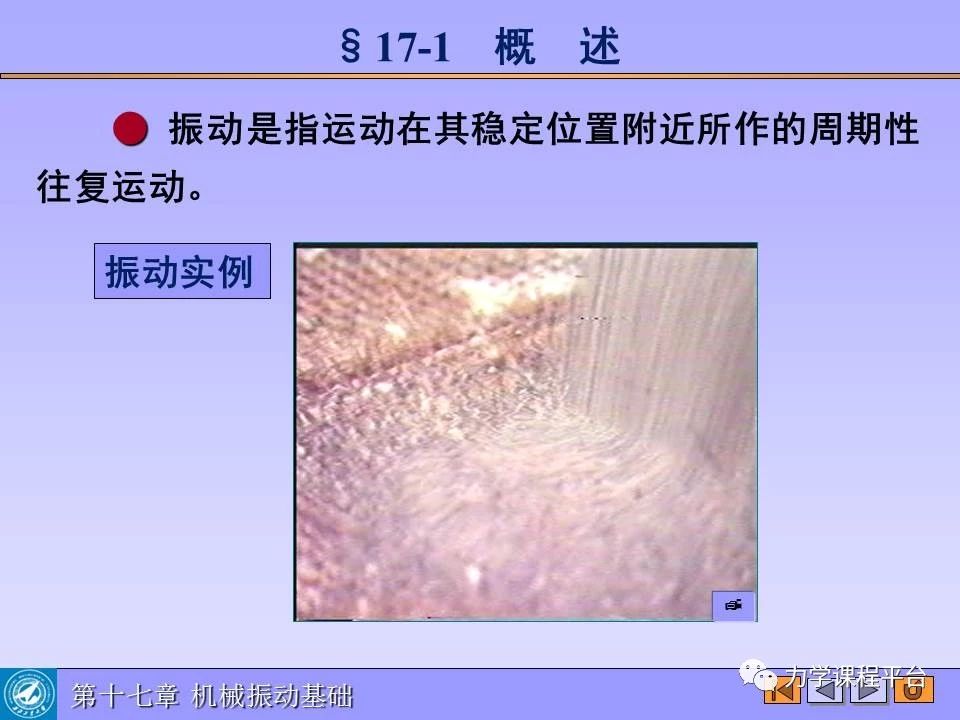 §17-1 概 述
振动是指运动在其稳定位置附近所作的周期性
往复运动。
振动实例
第十七章 机械振动基础
力学课程平台